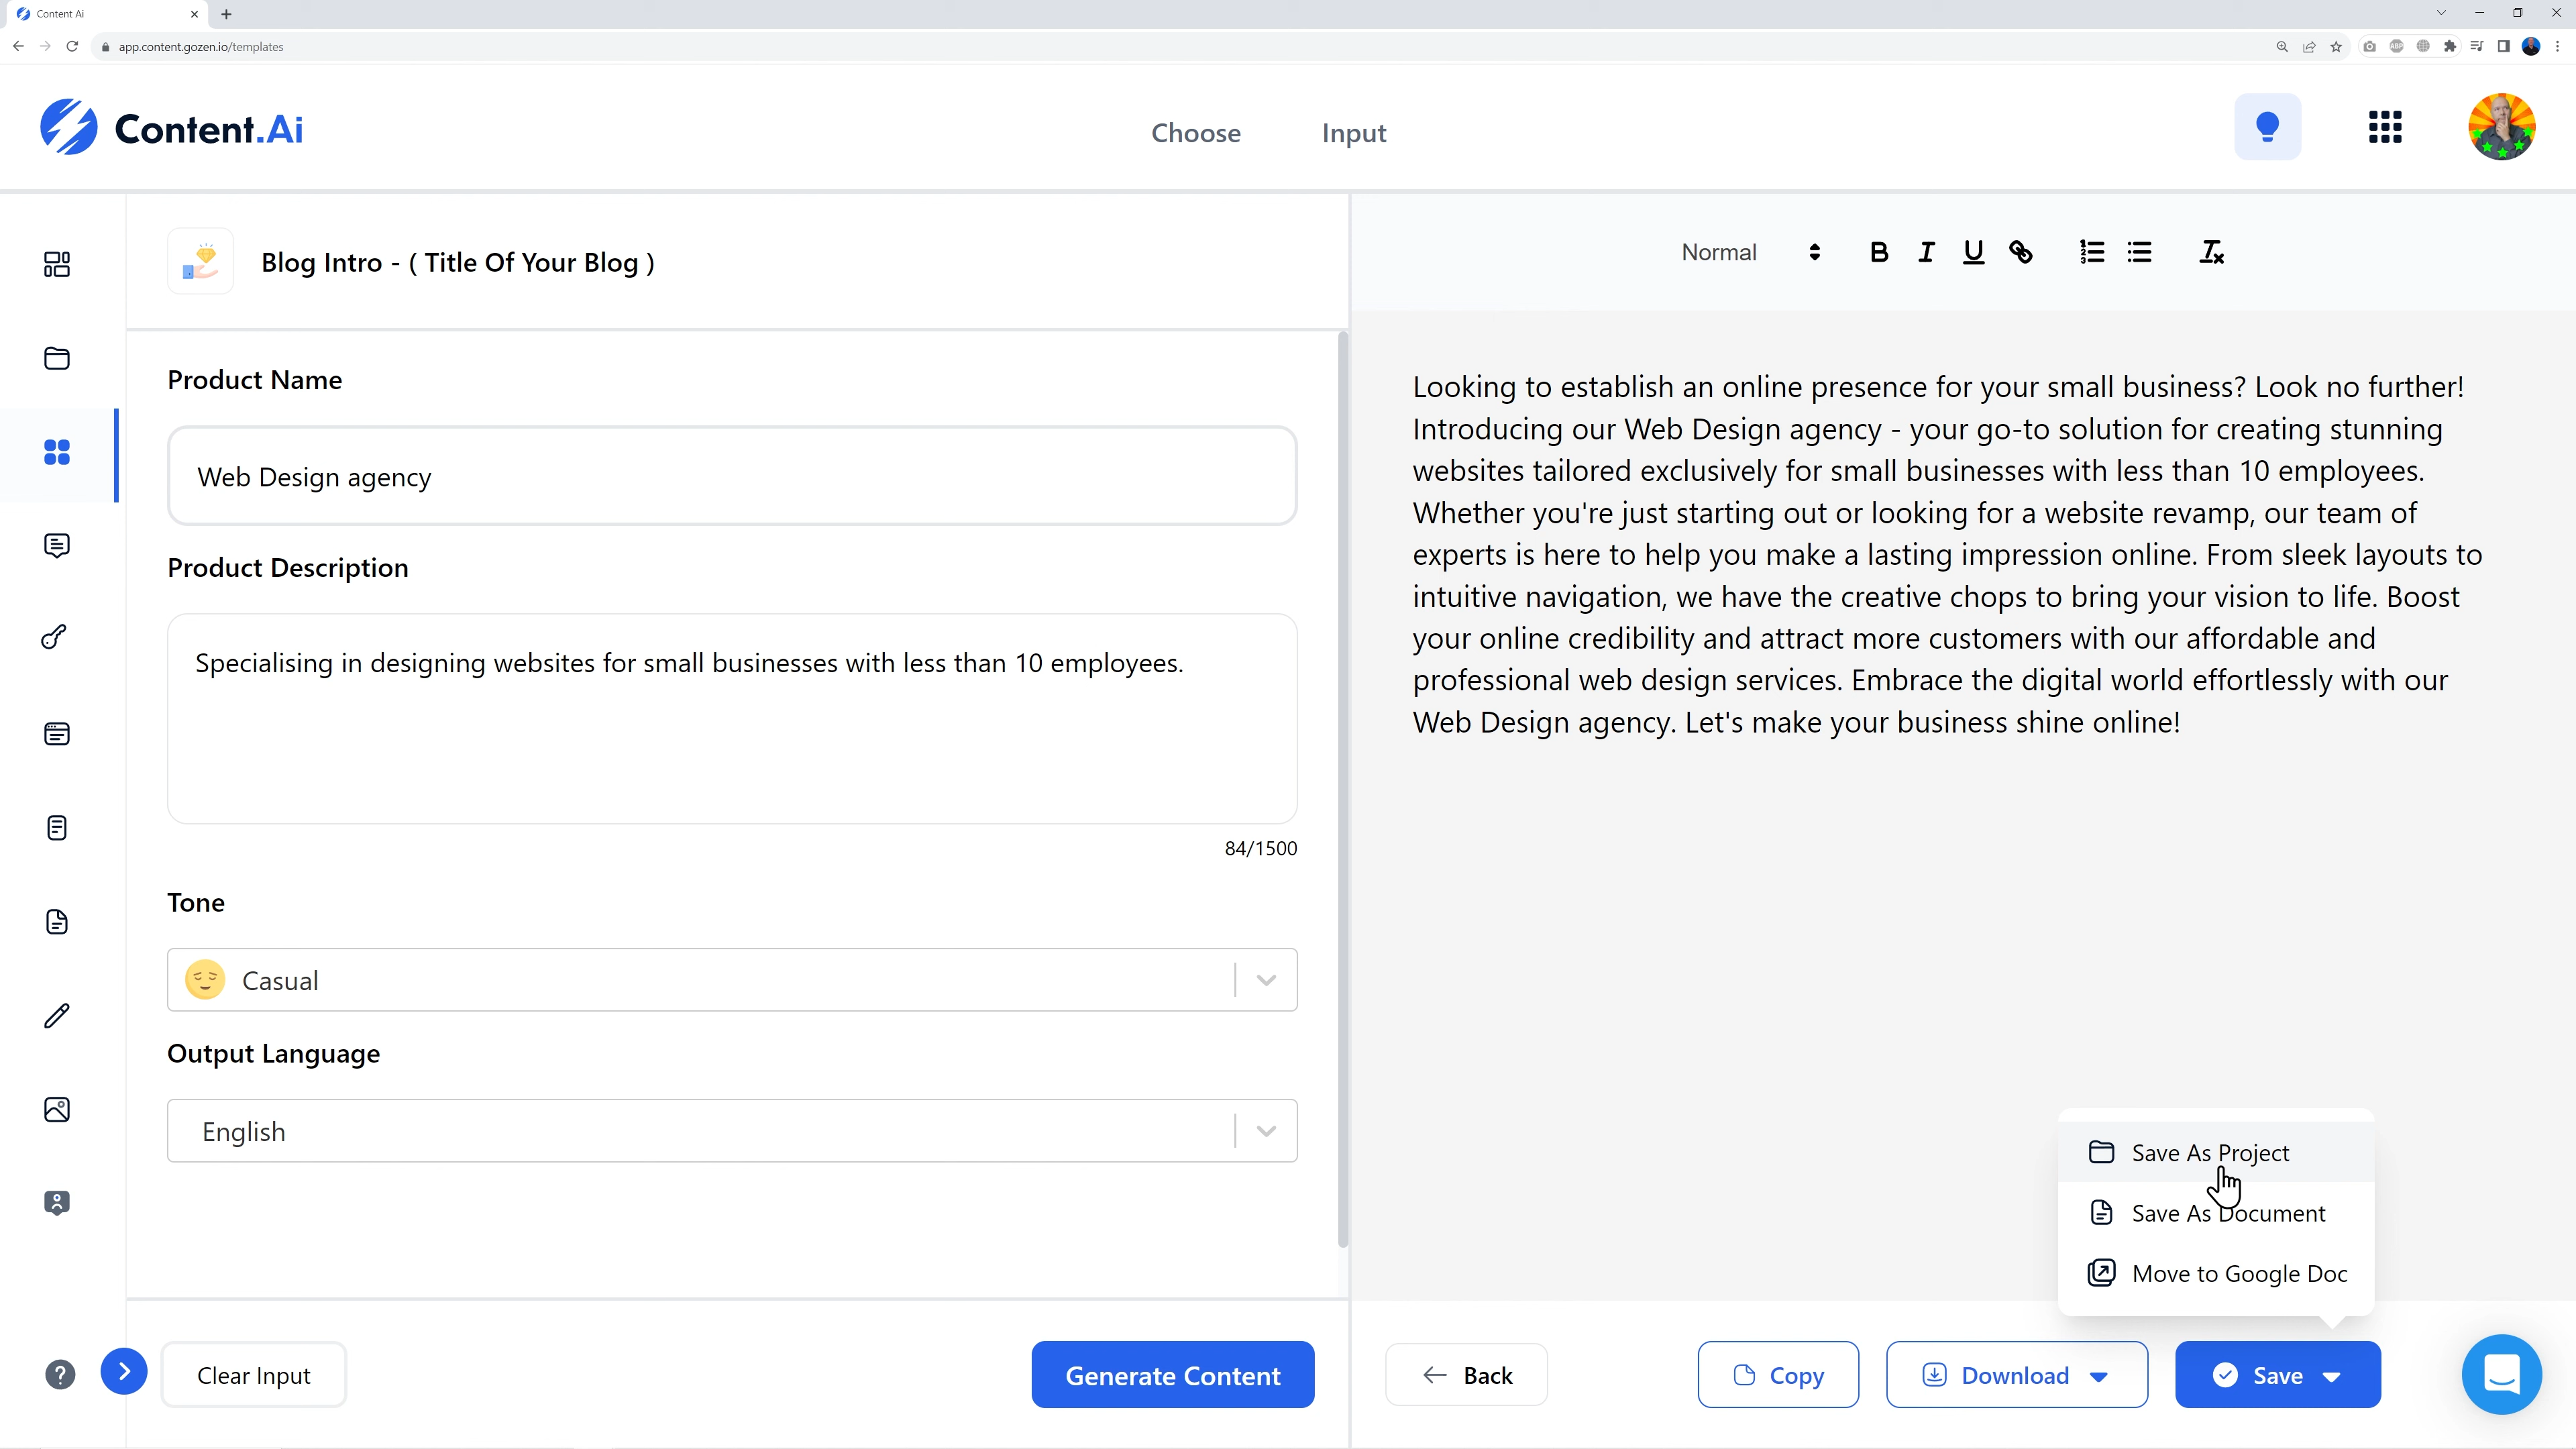 Content Ai
app.content.gozen.io/templates
ABP
Content.Ai
Choose
Input
Blog Intro - ( Title Of Your Blog )
Product Name
Web Design agency
Product Description
Specialising in designing websites for small businesses with less than 10 employees.
84/1500
Tone
Casual
Output Language
English
Clear Input
Generate Content
Normal
Looking to establish an online presence for your small business? Look no further!
Introducing our Web Design agency - your go-to solution for creating stunning
websites tailored exclusively for small businesses with less than 10 employees.
Whether you're just starting out or looking for a website revamp, our team of
experts is here to help you make a lasting impression online. From sleek layouts to
intuitive navigation, we have the creative chops to bring your vision to life. Boost
your online credibility and attract more customers with our affordable and
professional web design services. Embrace the digital world effortlessly with our
Web Design agency. Let's make your business shine online!
Save As Project
Save As Document
Move to Google Doc
Back
Copy
Download
Save